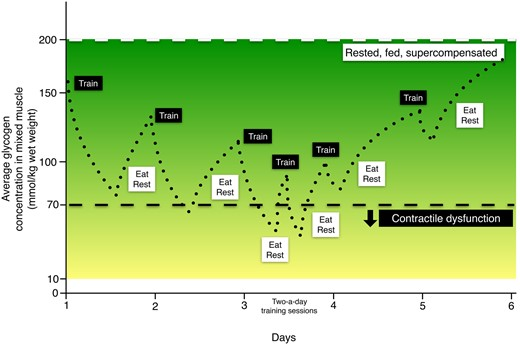 Average glycogen
concentration in mixed muscle
(mmol/kg wet weight)
200
150
100
70
10
0
Rested, fed, supercompensated
Train
Train
Train
Train
Train
Train
Eat
Rest
Eat
Rest
Eat
Rest
Eat
Rest
Eat
Rest
Eat
Rest
Contractile dysfunction
1
2
3
Two-a-day
training sessions
4
5
6
Days